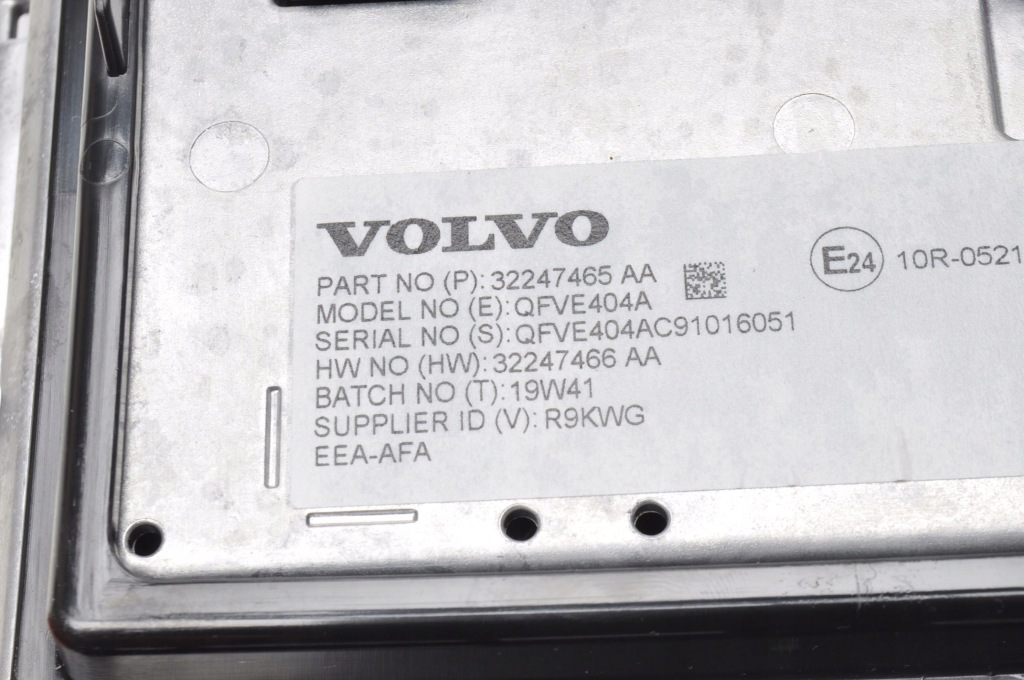 VOLVO
PART NO (P): 32247465 AA
MODEL NO (E): QFVE404A
SERIAL NO (S): QFVE404AC91016051
HW NO (HW): 32247466 AA
BATCH NO (T): 19W41
SUPPLIER ID (V): R9KWG
EEA-AFA
E24 10R-0521